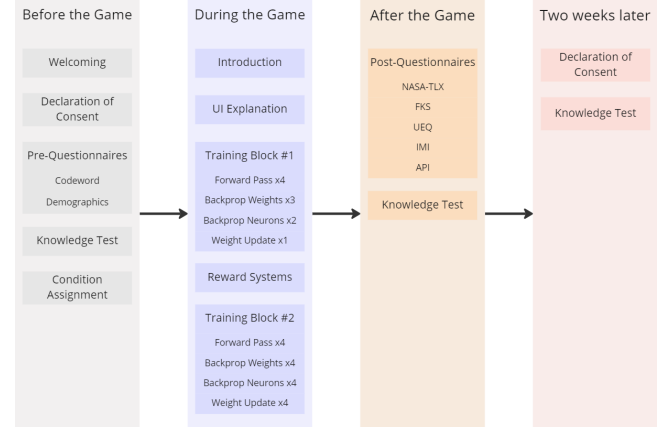 Before the Game
Welcoming
Declaration of
Consent
Pre-Questionnaires
Codeword
Demographics
Knowledge Test
Condition
Assignment
During the Game
Introduction
UI Explanation
Training Block #1
Forward Pass x4
Backprop Weights x3
Backprop Neurons x2
Weight Update x1
Reward Systems
Training Block #2
Forward Pass x4
Backprop Weights x4
Backprop Neurons x4
Weight Update x4
After the Game
Post-Questionnaires
NASA-TLX
FKS
UEQ
IMI
API
Knowledge Test
Two weeks later
Declaration of
Consent
Knowledge Test